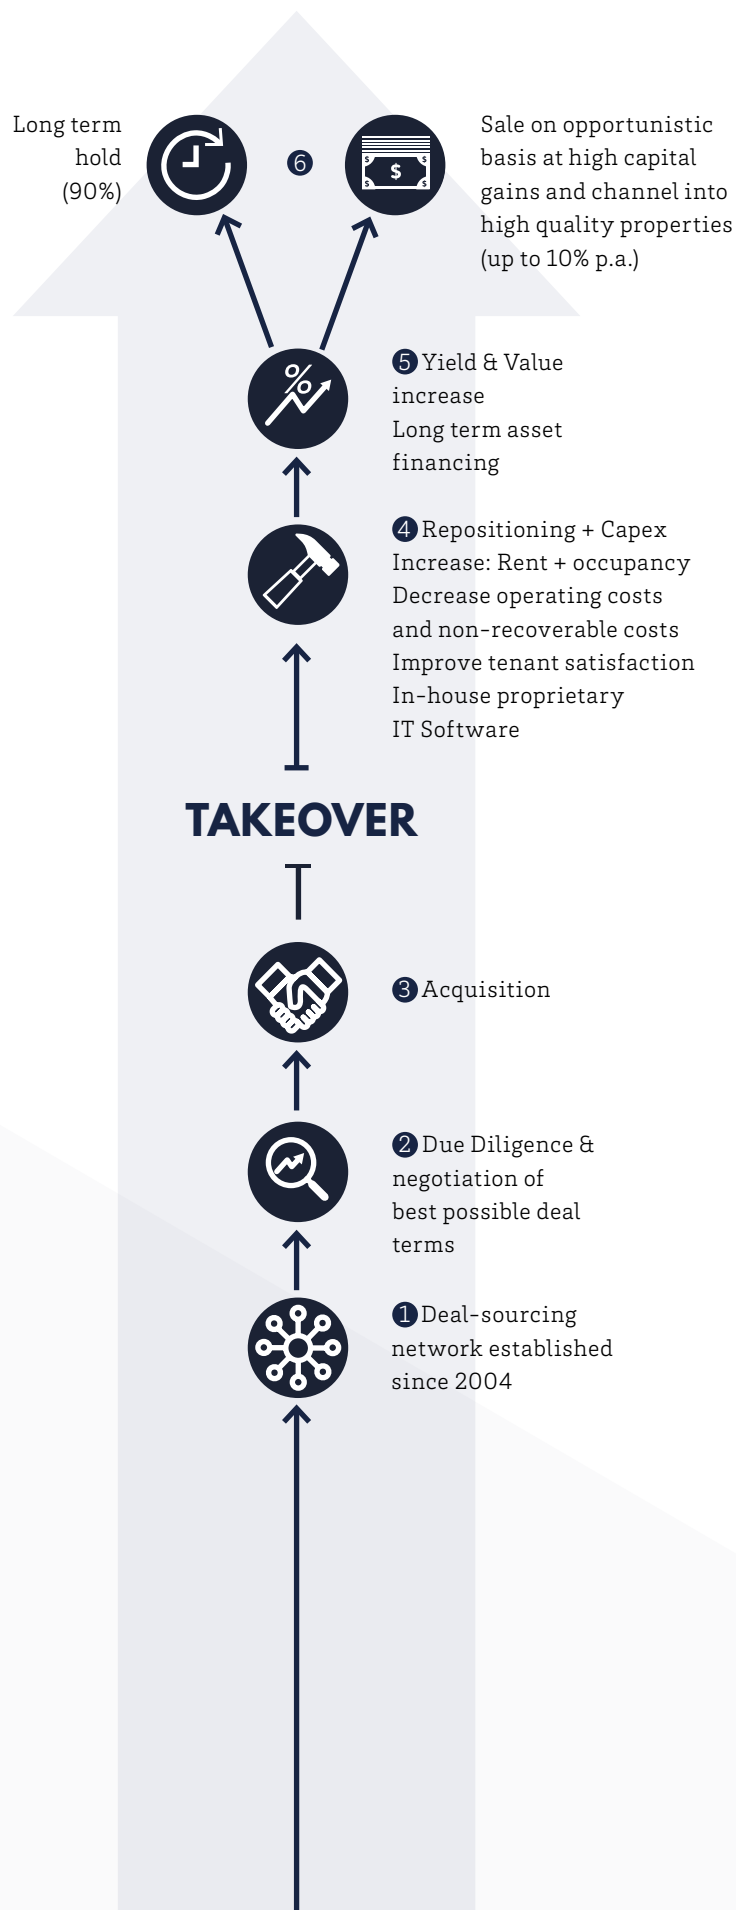 Long term
hold
(90%)
6
Sale on opportunistic
basis at high capital
gains and channel into
high quality properties
(up to 10% p.a.)
5 Yield & Value
increase
Long term asset
financing
4 Repositioning + Capex
Increase: Rent + occupancy
Decrease operating costs
and non-recoverable costs
Improve tenant satisfaction
In-house proprietary
IT Software
TAKEOVER
3 Acquisition
2 Due Diligence &
negotiation of
best possible deal
terms
1 Deal-sourcing
network established
since 2004